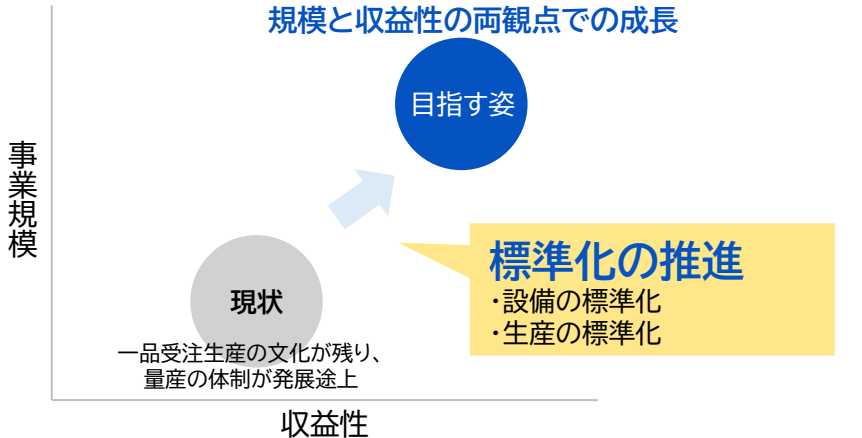 規模と収益性の両観点での成長
目指す姿
事業規模
標準化の推進
・設備の標準化
・生産の標準化
現状
一品受注生産の文化が残り、
量産の体制が発展途上
収益性